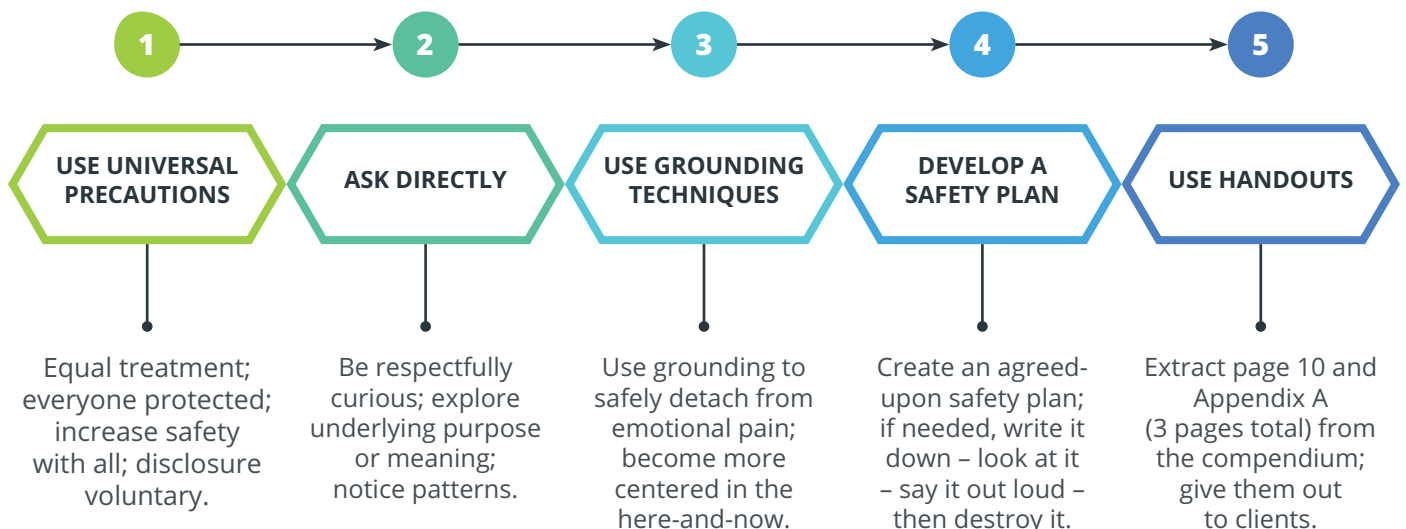 1
2
3
4
5
USE UNIVERSAL
PRECAUTIONS
ASK DIRECTLY
USE GROUNDING
TECHNIQUES
DEVELOP A
SAFETY PLAN
USE HANDOUTS
Equal treatment;
everyone protected;
increase safety
with all; disclosure
voluntary.
Be respectfully
curious; explore
underlying purpose
or meaning;
notice patterns.
Use grounding to
safely detach from
emotional pain;
become more
centered in the
here-and-now.
Create an agreed-
upon safety plan;
if needed, write it
down – look at it
– say it out loud –
then destroy it.
Extract page 10 and
Appendix A
(3 pages total) from
the compendium;
give them out
to clients.